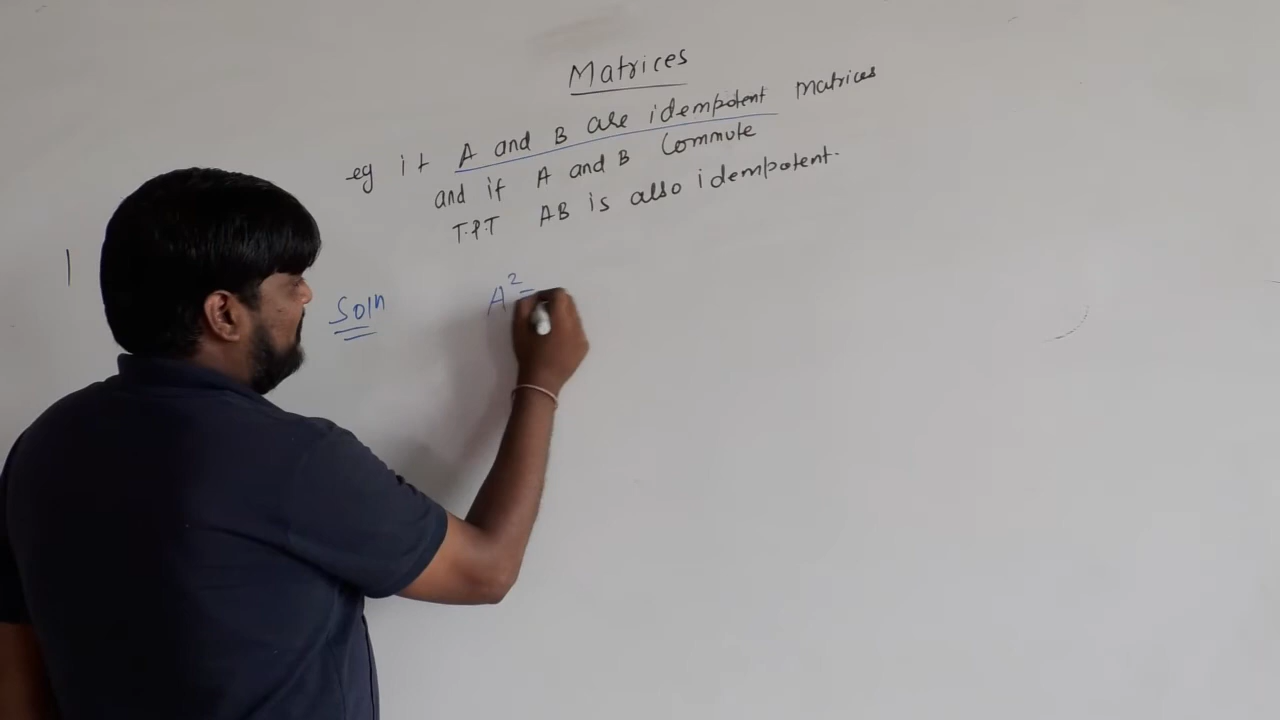 Matrices
eg if A and B are idempotent matrices
and if A and B Commute
T.P.T AB is also idempotent.
Soln A²=